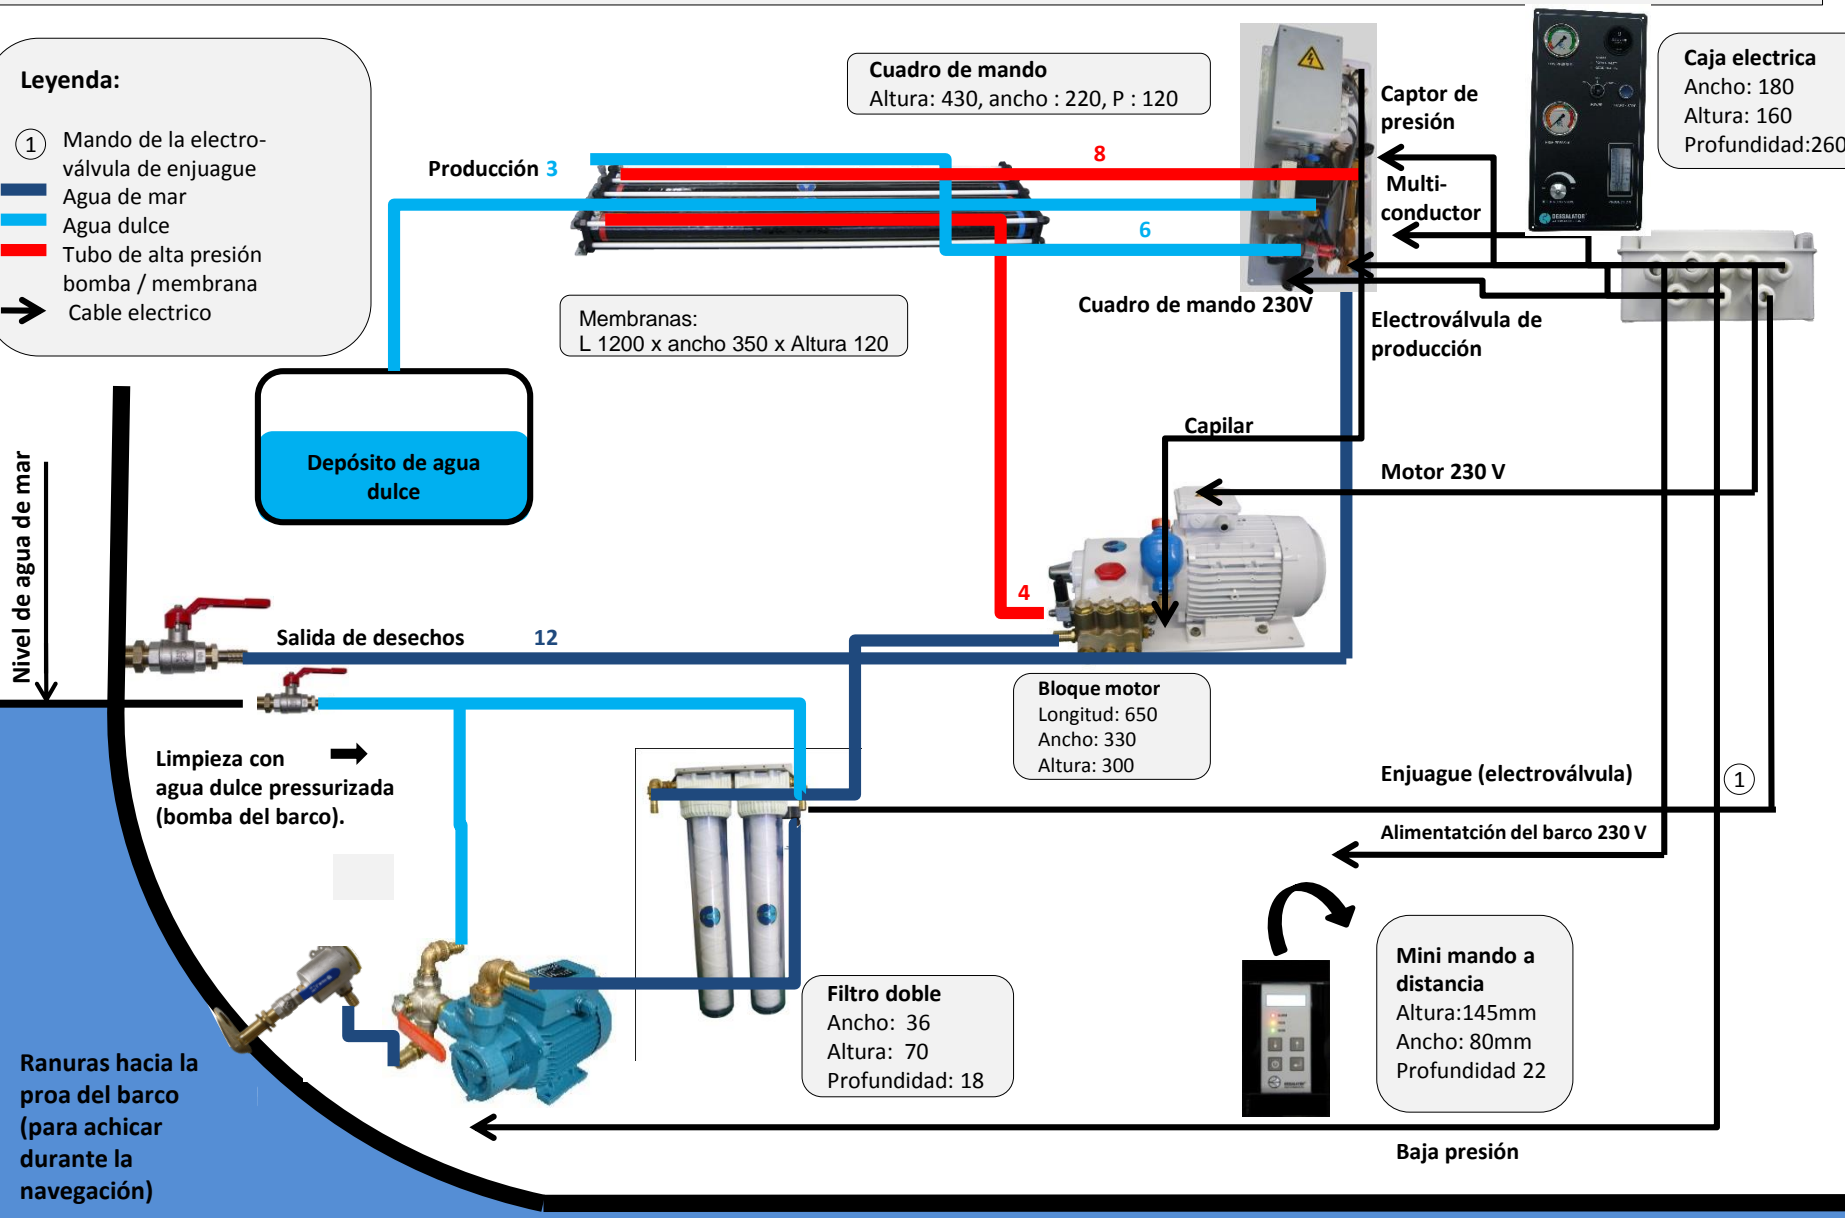 Leyenda:
1
Mando de la electro-
válvula de enjuague
Agua de mar
Agua dulce
Tubo de alta presión
bomba / membrana
Cable electrico
Cuadro de mando
Altura: 430, ancho : 220, P : 120
Caja electrica
Ancho: 180
Altura: 160
Profundidad:260
Captor de
presión
Producción 3
8
Multi-
conductor
6
Cuadro de mando 230V
Membranas:
L 1200 x ancho 350 x Altura 120
Electroválvula de
producción
Depósito de agua
dulce
Capilar
Motor 230 V
Nivel de agua de mar
4
Salida de desechos 12
Bloque motor
Longitud: 650
Ancho: 330
Altura: 300
Limpieza con
agua dulce pressurizada
(bomba del barco).
Enjuague (electroválvula)
1
Alimentatción del barco 230 V
Filtro doble
Ancho: 36
Altura: 70
Profundidad: 18
Mini mando a
distancia
Altura:145mm
Ancho: 80mm
Profundidad 22
Ranuras hacia la
proa del barco
(para achicar
durante la
navegación)
Baja presión